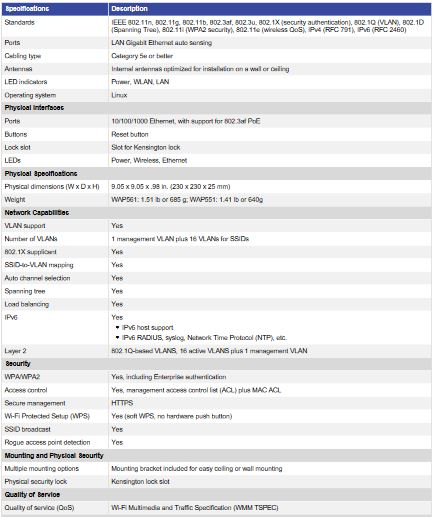 Specifications Description
Standards IEEE 802.11n, 802.11g, 802.11b, 802.3af, 802.3u, 802.1X (security authentication), 802.1Q (VLAN), 802.1D
(Spanning Tree), 802.11i (WPA2 security), 802.11e (wireless QoS), IPv4 (RFC 791), IPv6 (RFC 2460)
Ports LAN Gigabit Ethernet auto sensing
Cabling type Category 5e or better
Antennas Internal antennas optimized for installation on a wall or ceiling
LED indicators Power, WLAN, LAN
Operating system Linux
Physical Interfaces
Ports 10/100/1000 Ethernet, with support for 802.3af PoE
Buttons Reset button
Lock slot Slot for Kensington lock
LEDs Power, Wireless, Ethernet
Physical Specifications
Physical dimensions (W x D x H) 9.05 x 9.05 x .98 in. (230 x 230 x 25 mm)
Weight WAP561: 1.51 lb or 685 g; WAP551: 1.41 lb or 640g
Network Capabilities
VLAN support Yes
Number of VLANs 1 management VLAN plus 16 VLANs for SSIDs
802.1X supplicant Yes
SSID-to-VLAN mapping Yes
Auto channel selection Yes
Spanning tree Yes
Load balancing Yes
IPv6 Yes
• IPv6 host support
• IPv6 RADIUS, syslog, Network Time Protocol (NTP), etc.
Layer 2 802.1Q-based VLANS, 16 active VLANS plus 1 management VLAN
Security
WPA/WPA2 Yes, including Enterprise authentication
Access control Yes, management access control list (ACL) plus MAC ACL
Secure management HTTPS
Wi-Fi Protected Setup (WPS) Yes (soft WPS, no hardware push button)
SSID broadcast Yes
Rogue access point detection Yes
Mounting and Physical Security
Multiple mounting options Mounting bracket included for easy ceiling or wall mounting
Physical security lock Kensington lock slot
Quality of Service
Quality of service (QoS) Wi-Fi Multimedia and Traffic Specification (WMM TSPEC)